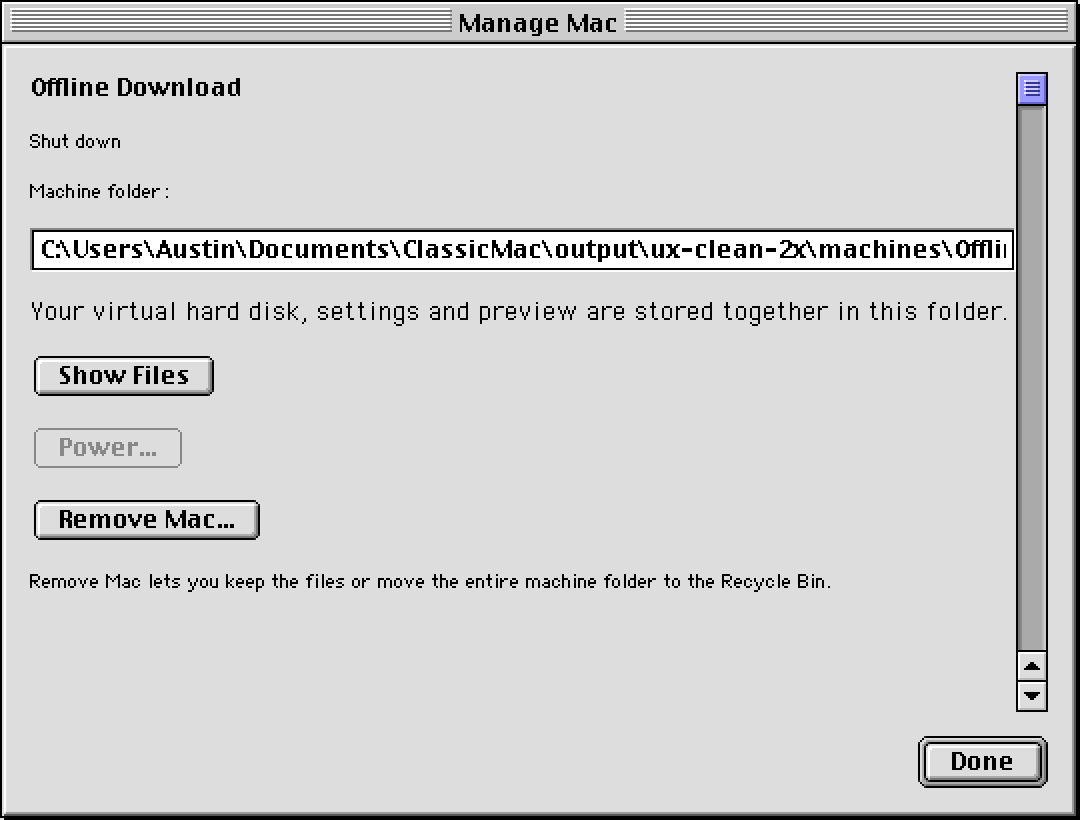 Manage Mac
Offline Download
Shut down
Machine folder:
C:\Users\Austin\Documents\ClassicMac\output\ux-clean-2x\machines\Offli
Your virtual hard disk, settings and preview are stored together in this folder.
Show Files
Power...
Remove Mac...
Remove Mac lets you keep the files or move the entire machine folder to the Recycle Bin.
Done